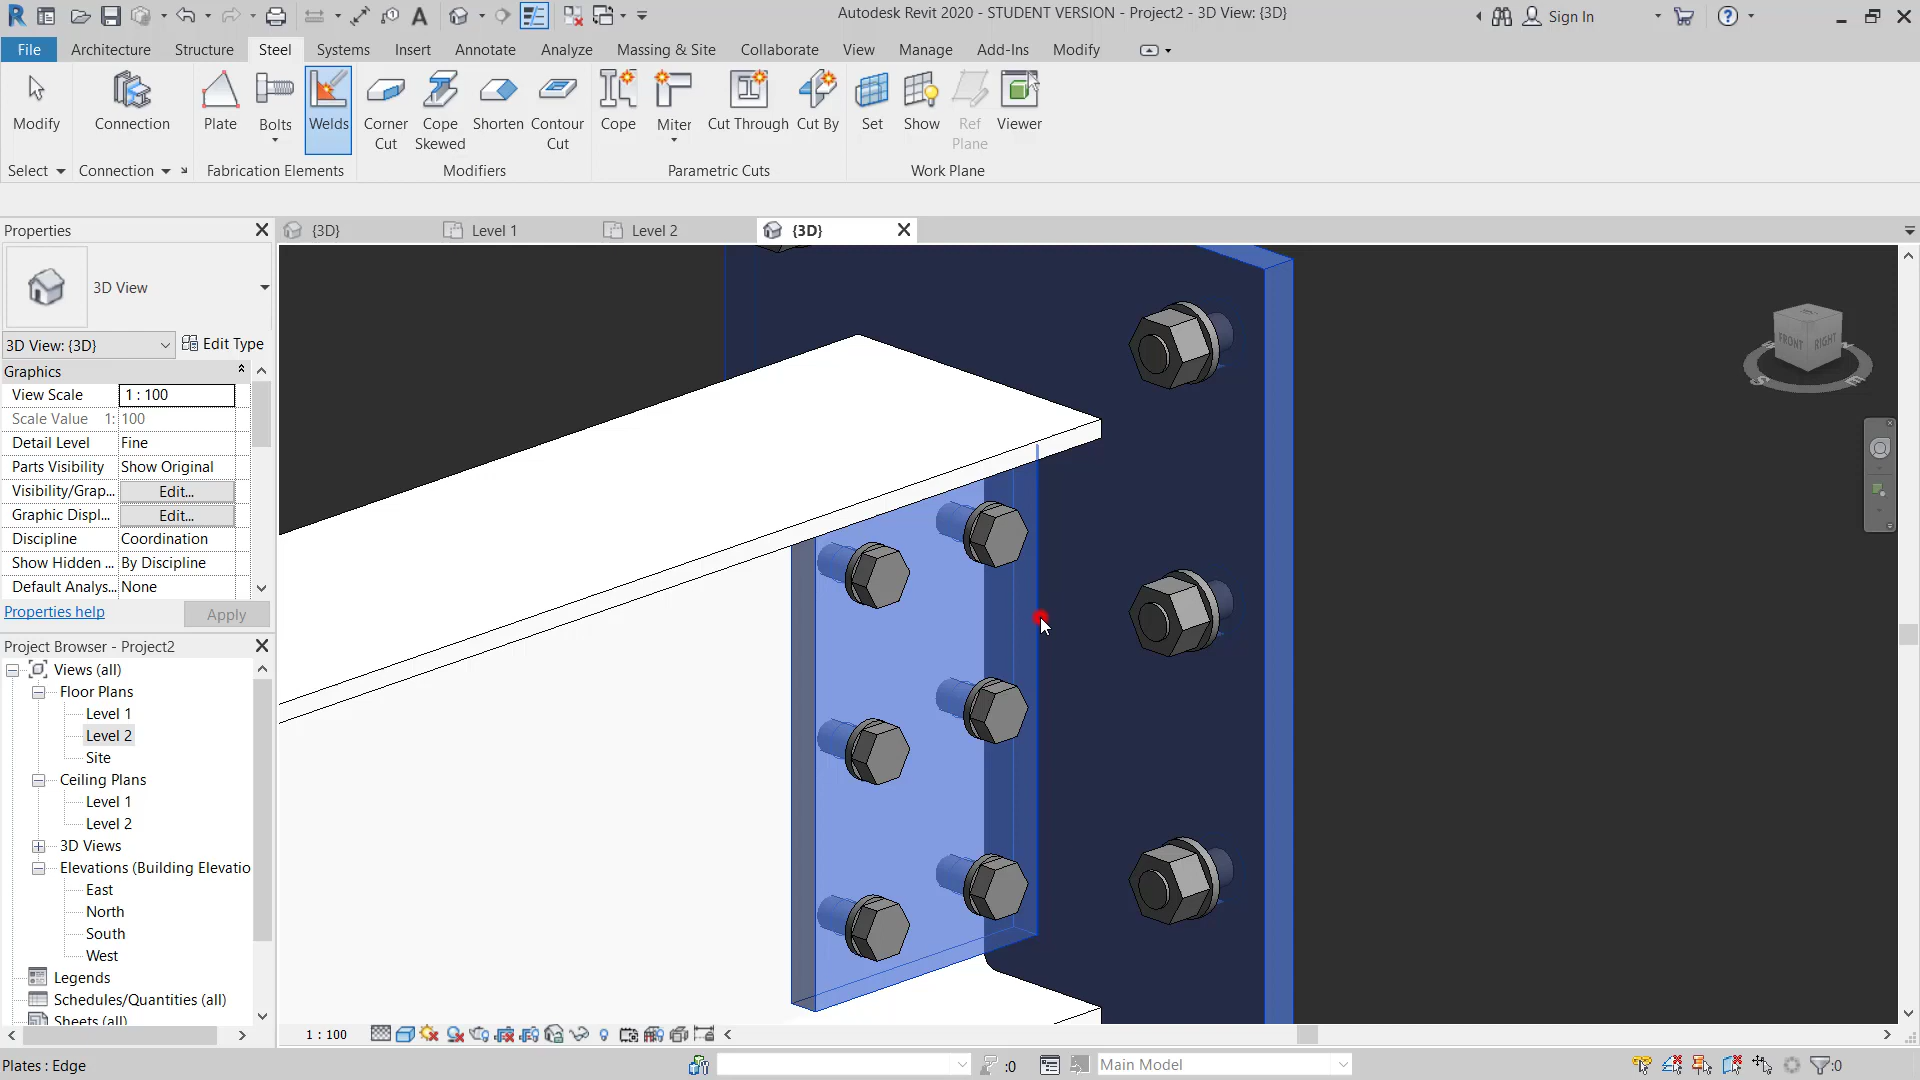 Autodesk Revit 2020 - STUDENT VERSION - Project2 - 3D View: {3D}
Sign In
File Architecture Structure Steel Systems Insert Annotate Analyze Massing & Site Collaborate View Manage Add-Ins Modify
Modify Connection Plate Bolts Welds Corner Cut Cope Skewed Shorten Contour Cut Cope Miter Cut Through Cut By Set Show Ref Plane Viewer
Select Connection Fabrication Elements Modifiers Parametric Cuts Work Plane
Properties
{3D} Level 1 Level 2 {3D}
3D View
3D View: {3D} Edit Type
Graphics
View Scale 1 : 100
Scale Value 1: 100
Detail Level Fine
Parts Visibility Show Original
Visibility/Grap... Edit...
Graphic Displ... Edit...
Discipline Coordination
Show Hidden ... By Discipline
Default Analys... None
Properties help Apply
Project Browser - Project2
Views (all)
Floor Plans
Level 1
Level 2
Site
Ceiling Plans
Level 1
Level 2
3D Views
Elevations (Building Elevatio
East
North
South
West
Legends
Schedules/Quantities (all)
Sheets (all)
FRONT RIGHT
1 : 100
Plates : Edge
:0
Main Model
:0